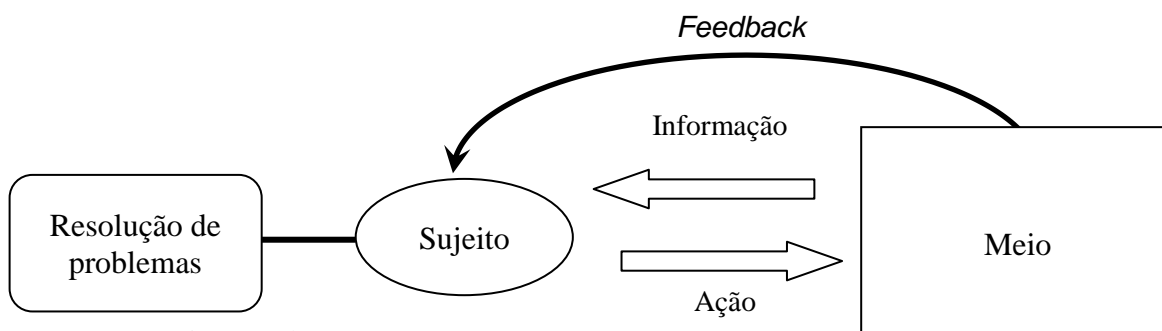 Feedback
Informação
Resolução de
problemas
Sujeito
Meio
Ação